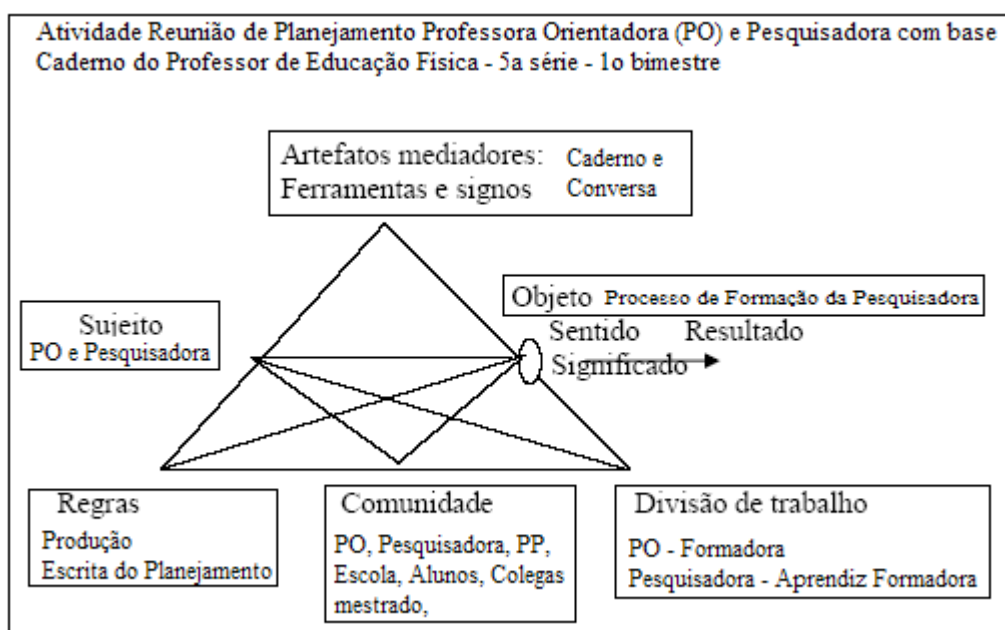 Atividade Reunião de Planejamento Professora Orientadora (PO) e Pesquisadora com base
Caderno do Professor de Educação Física - 5a série - 1o bimestre
Artefatos mediadores: Caderno e
Ferramentas e signos Conversa
Objeto Processo de Formação da Pesquisadora
Sentido Resultado
Significado
Sujeito
PO e Pesquisadora
Regras
Produção
Escrita do Planejamento
Comunidade
PO, Pesquisadora, PP,
Escola, Alunos, Colegas
mestrado,
Divisão de trabalho
PO - Formadora
Pesquisadora - Aprendiz Formadora